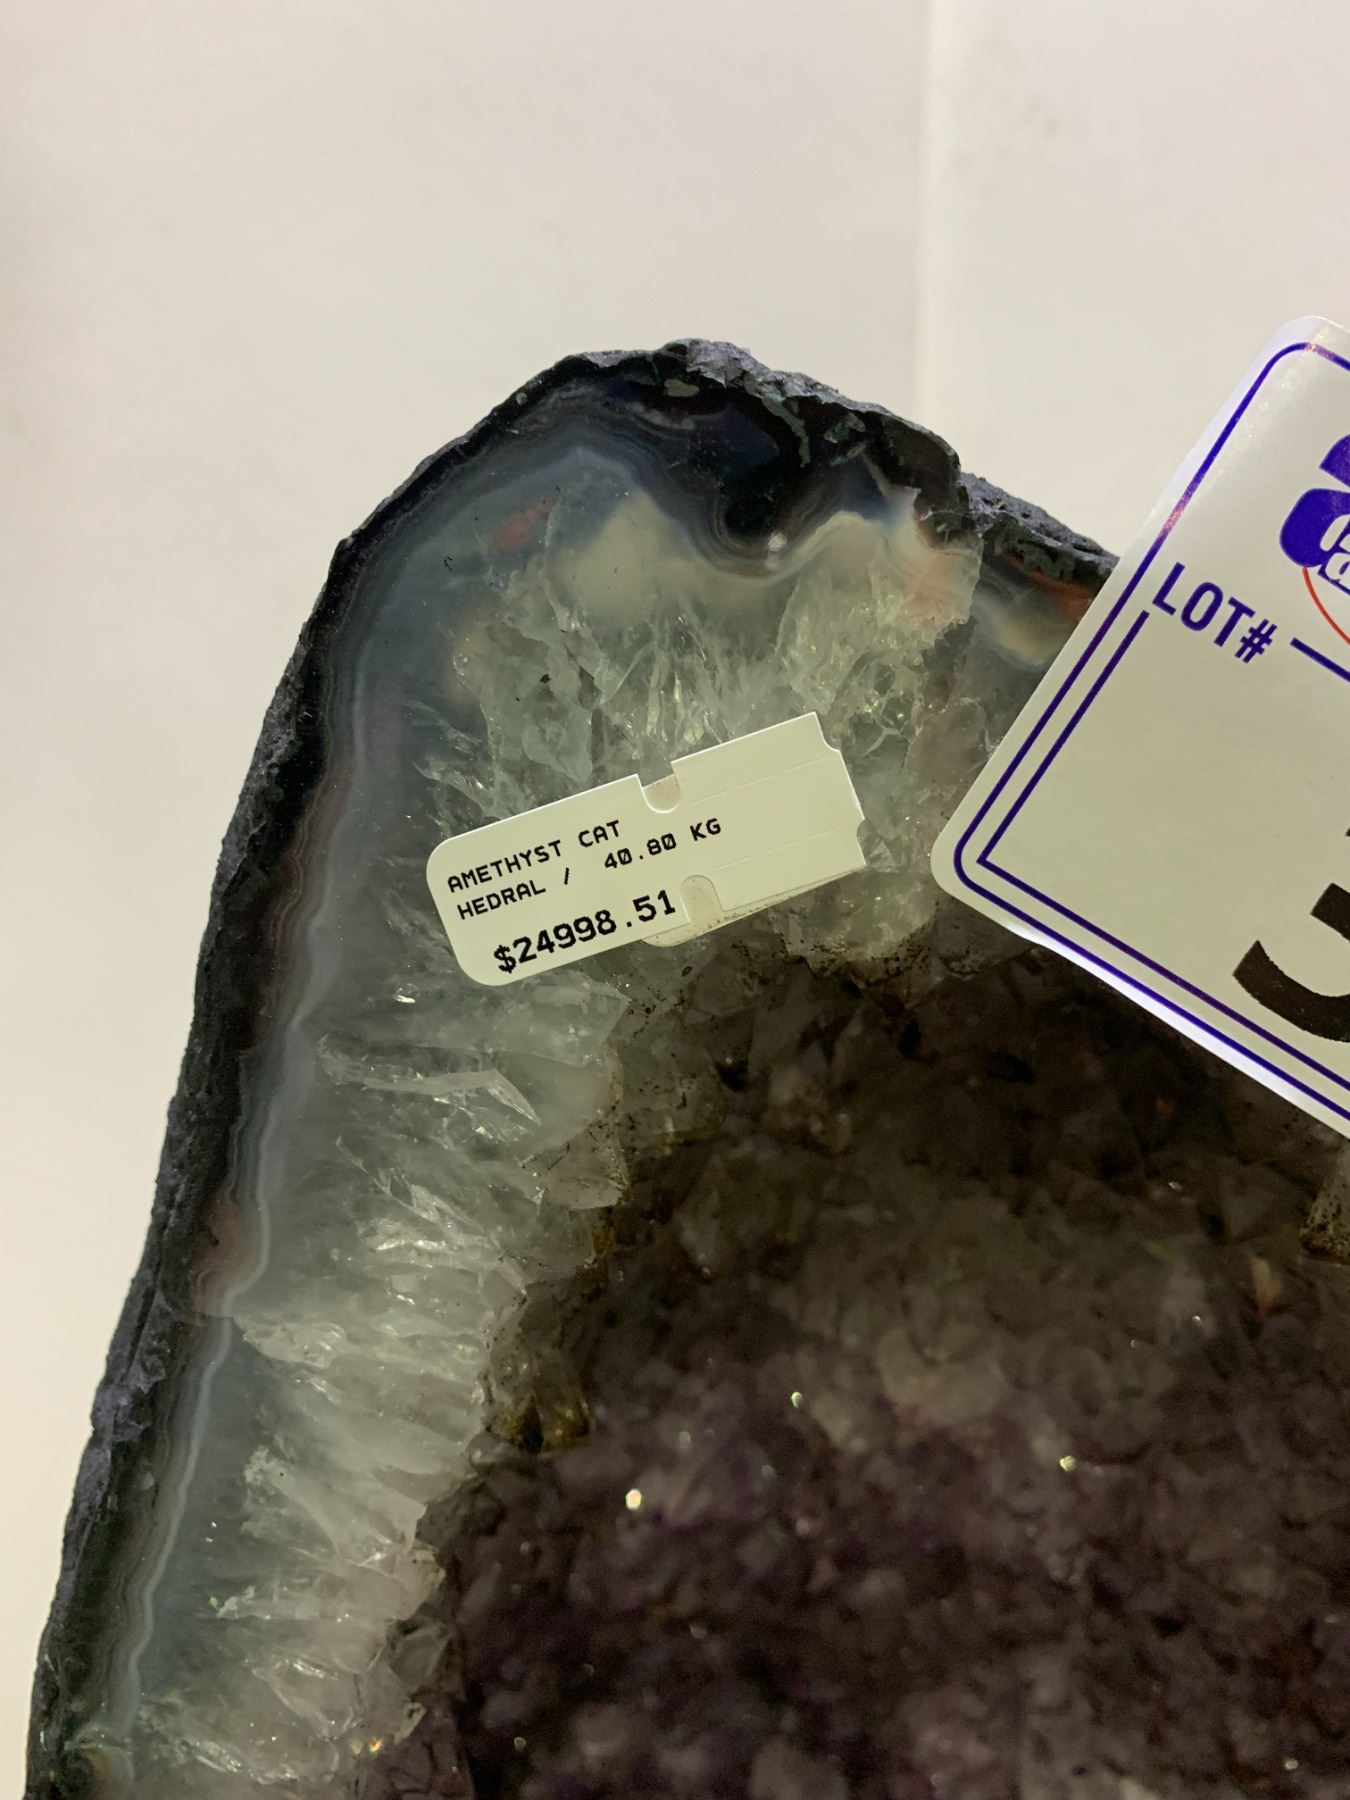 AMETHYST CAT
HEDRAL / 40.80 KG
$24998.51
LOT#